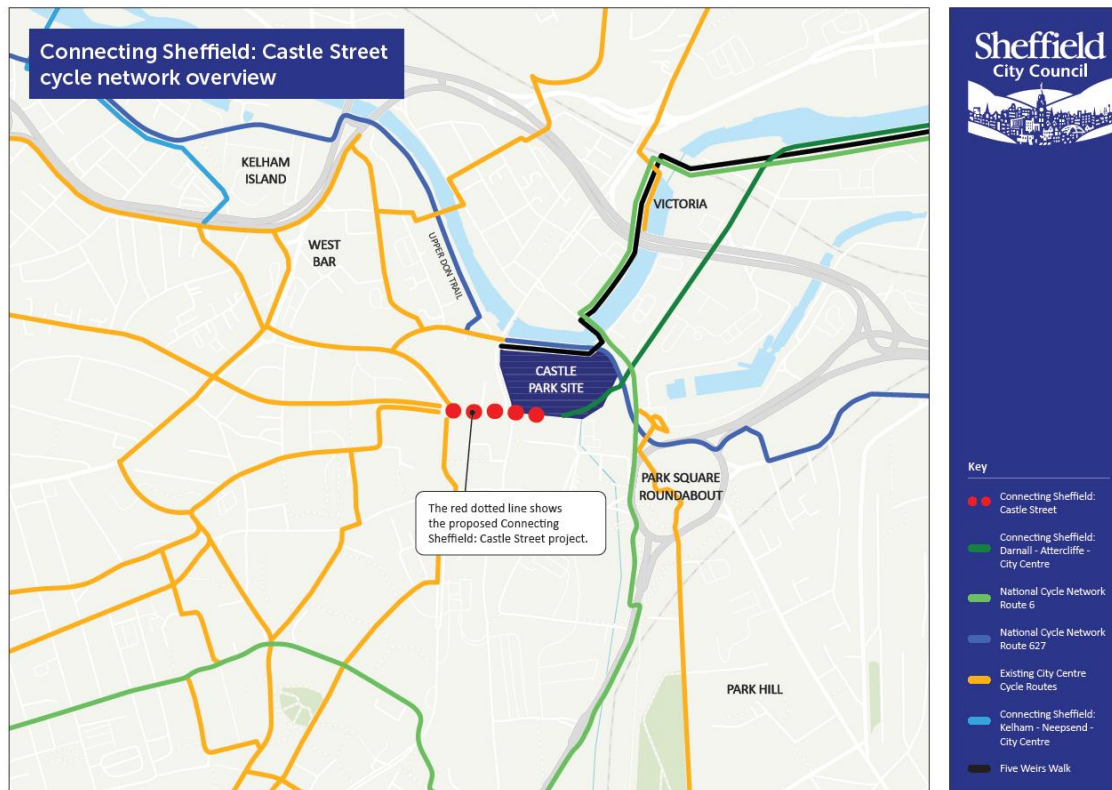 Connecting Sheffield: Castle Street
cycle network overview
Sheffield
City Council
KELHAM
ISLAND
VICTORIA
WEST
BAR
UPPER DON TRAIL
CASTLE
PARK SITE
PARK SQUARE
ROUNDABOUT
The red dotted line shows
the proposed Connecting
Sheffield: Castle Street project.
PARK HILL
Key
Connecting Sheffield:
Castle Street
Connecting Sheffield:
Darnall - Attercliffe -
City Centre
National Cycle Network
Route 6
National Cycle Network
Route 627
Existing City Centre
Cycle Routes
Connecting Sheffield:
Kelham - Neepsend -
City Centre
Five Weirs Walk